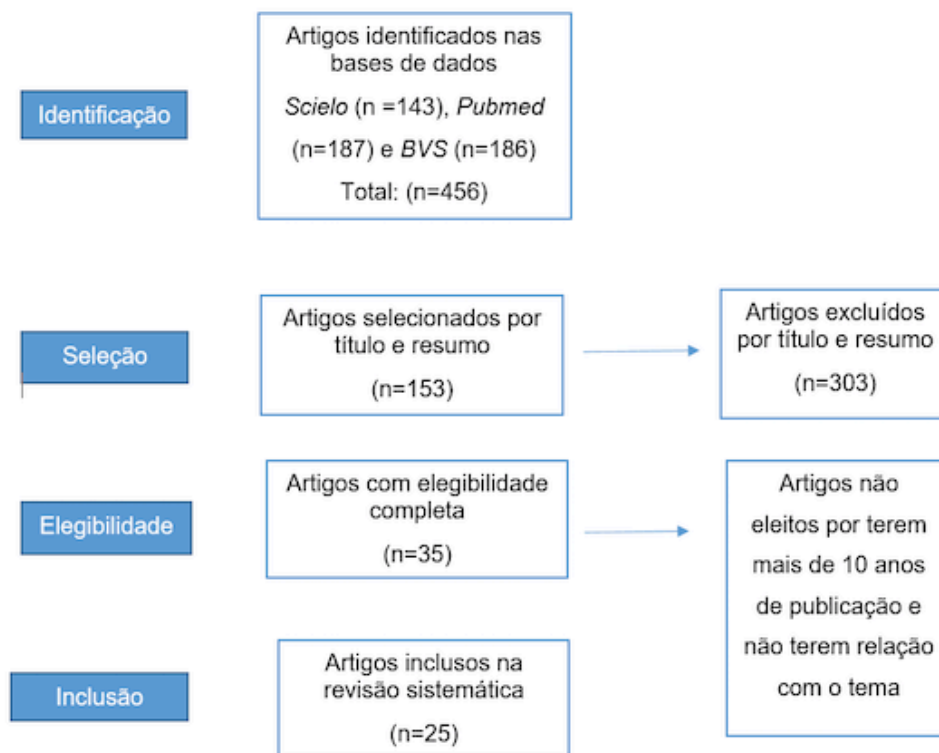 Identificação
Artigos identificados nas
bases de dados
Scielo (n =143), Pubmed
(n=187) e BVS (n=186)
Total: (n=456)
Seleção
Artigos selecionados por
título e resumo
(n=153)
Artigos excluídos
por título e resumo
(n=303)
Elegibilidade
Artigos com elegibilidade
completa
(n=35)
Artigos não
eleitos por terem
mais de 10 anos
de publicação e
não terem relação
com o tema
Inclusão
Artigos inclusos na
revisão sistemática
(n=25)